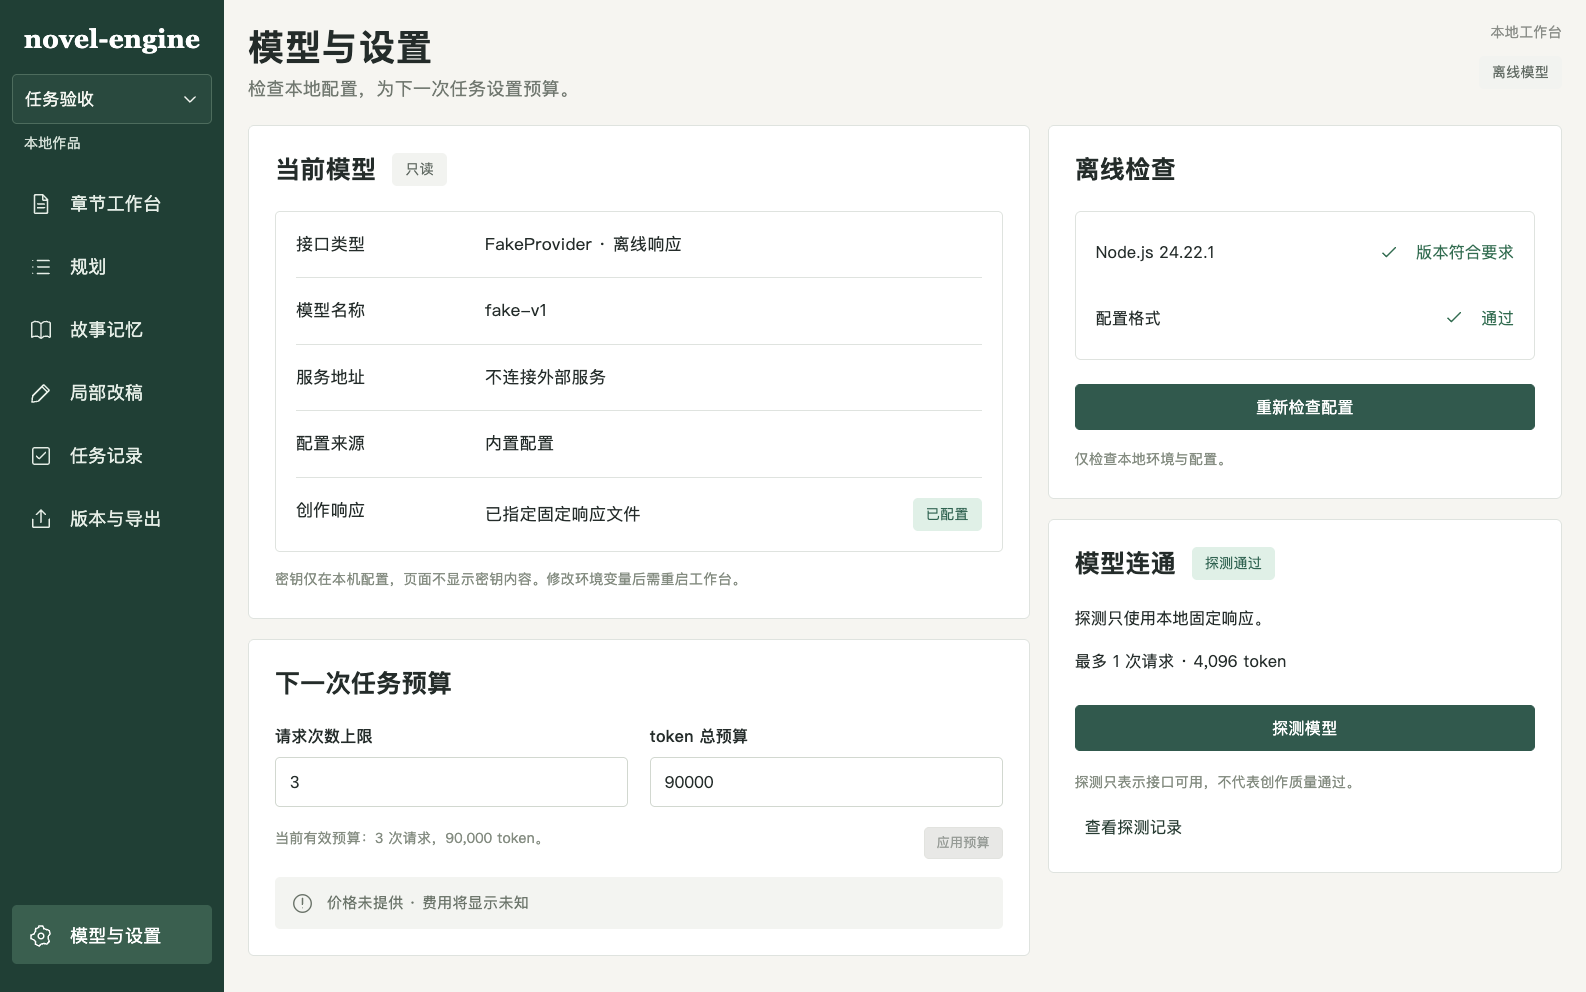 novel-engine
任务验收
本地作品
章节工作台
规划
故事记忆
局部改稿
任务记录
版本与导出
模型与设置
模型与设置
检查本地配置，为下一次任务设置预算。
本地工作台
离线模型
当前模型 只读
接口类型 FakeProvider · 离线响应
模型名称 fake-v1
服务地址 不连接外部服务
配置来源 内置配置
创作响应 已指定固定响应文件 已配置
密钥仅在本机配置，页面不显示密钥内容。修改环境变量后需重启工作台。
下一次任务预算
请求次数上限 token 总预算
3 90000
当前有效预算：3 次请求，90,000 token。 应用预算
价格未提供 · 费用将显示未知
离线检查
Node.js 24.22.1 ✓ 版本符合要求
配置格式 ✓ 通过
重新检查配置
仅检查本地环境与配置。
模型连通 探测通过
探测只使用本地固定响应。
最多 1 次请求 · 4,096 token
探测模型
探测只表示接口可用，不代表创作质量通过。
查看探测记录